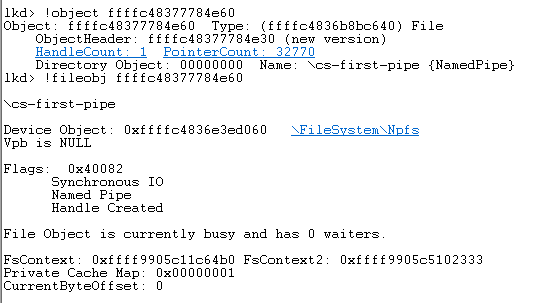 lkd> !object ffffc48377784e60
Object: ffffc48377784e60  Type: (ffffc4836b8bc640) File
    ObjectHeader: ffffc48377784e30 (new version)
    HandleCount: 1  PointerCount: 32770
    Directory Object: 00000000  Name: \cs-first-pipe {NamedPipe}
lkd> !fileobj ffffc48377784e60
\cs-first-pipe
Device Object: 0xffffc4836e3ed060   \FileSystem\Npfs
Vpb is NULL
Flags:  0x40082
      Synchronous IO
      Named Pipe
      Handle Created
File Object is currently busy and has 0 waiters.
FsContext: 0xffff9905c11c64b0 FsContext2: 0xffff9905c5102333
Private Cache Map: 0x00000001
CurrentByteOffset: 0